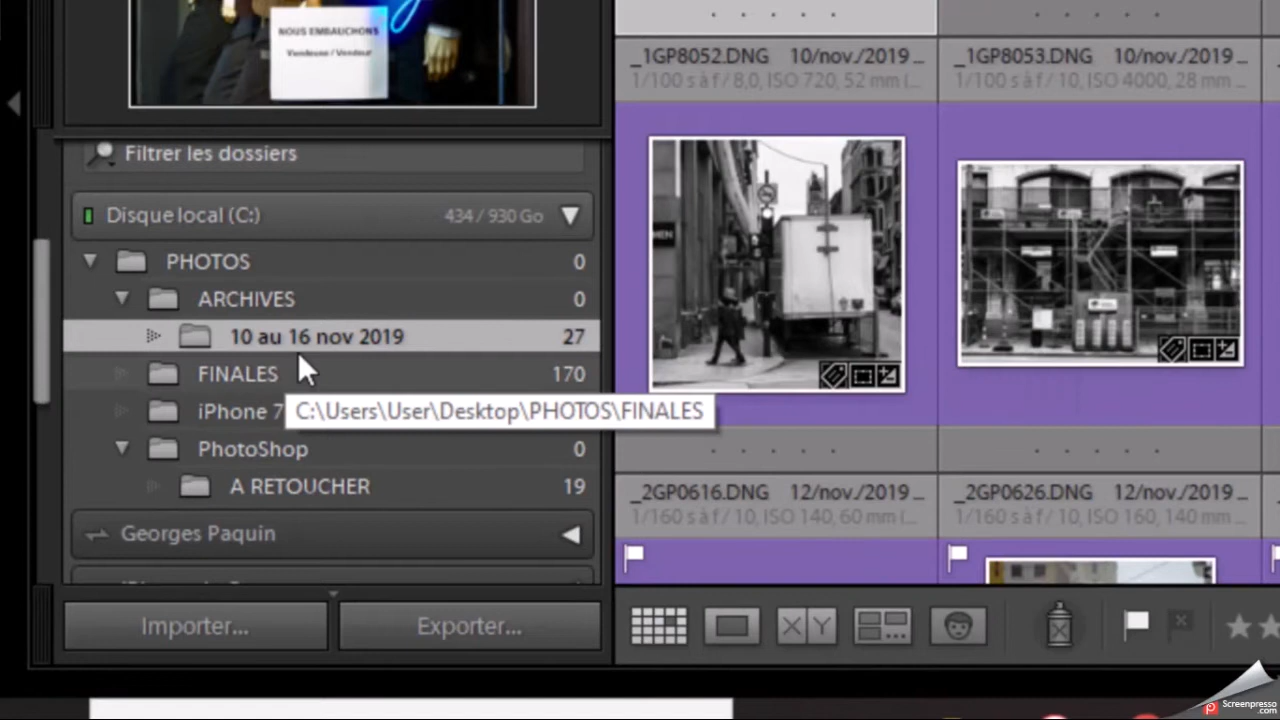 NOUS EMBAUCHONS
Vendeuse / Vendeur
_1GP8052.DNG 10/nov./2019 ...
1/100 s à f / 8,0, ISO 720, 52 mm (...
_1GP8053.DNG 10/nov./2019 ...
1/100 s à f / 10, ISO 4000, 28 mm ...
Filtrer les dossiers
Disque local (C:) 434 / 930 Go
PHOTOS 0
ARCHIVES 0
10 au 16 nov 2019 27
FINALES 170
C:\Users\User\Desktop\PHOTOS\FINALES
iPhone 7
PhotoShop 0
A RETOUCHER 19
Georges Paquin
_2GP0616.DNG 12/nov./2019 ...
1/160 s à f / 10, ISO 140, 60 mm (...
_2GP0626.DNG 12/nov./2019 ...
1/160 s à f / 10, ISO 160, 140 mm ...
Importer...
Exporter...
X Y
Screenpresso
.com